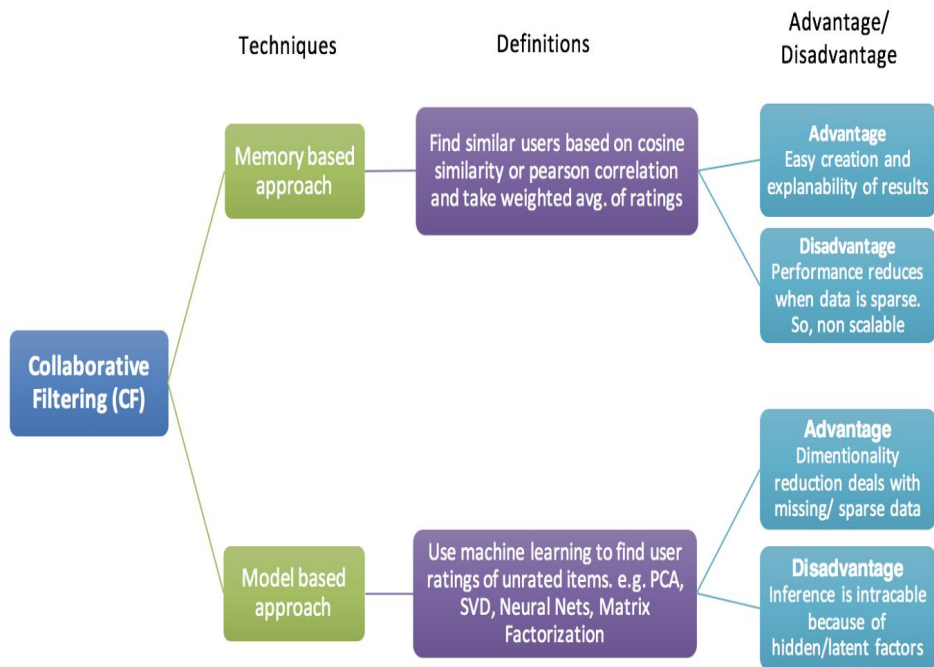 Techniques
Definitions
Advantage/
Disadvantage
Collaborative
Filtering (CF)
Memory based
approach
Find similar users based on cosine
similarity or pearson correlation
and take weighted avg. of ratings
Advantage
Easy creation and
explanability of results
Disadvantage
Performance reduces
when data is sparse.
So, non scalable
Model based
approach
Use machine learning to find user
ratings of unrated items. e.g. PCA,
SVD, Neural Nets, Matrix
Factorization
Advantage
Dimentionality
reduction deals with
missing/ sparse data
Disadvantage
Inference is intracable
because of
hidden/latent factors